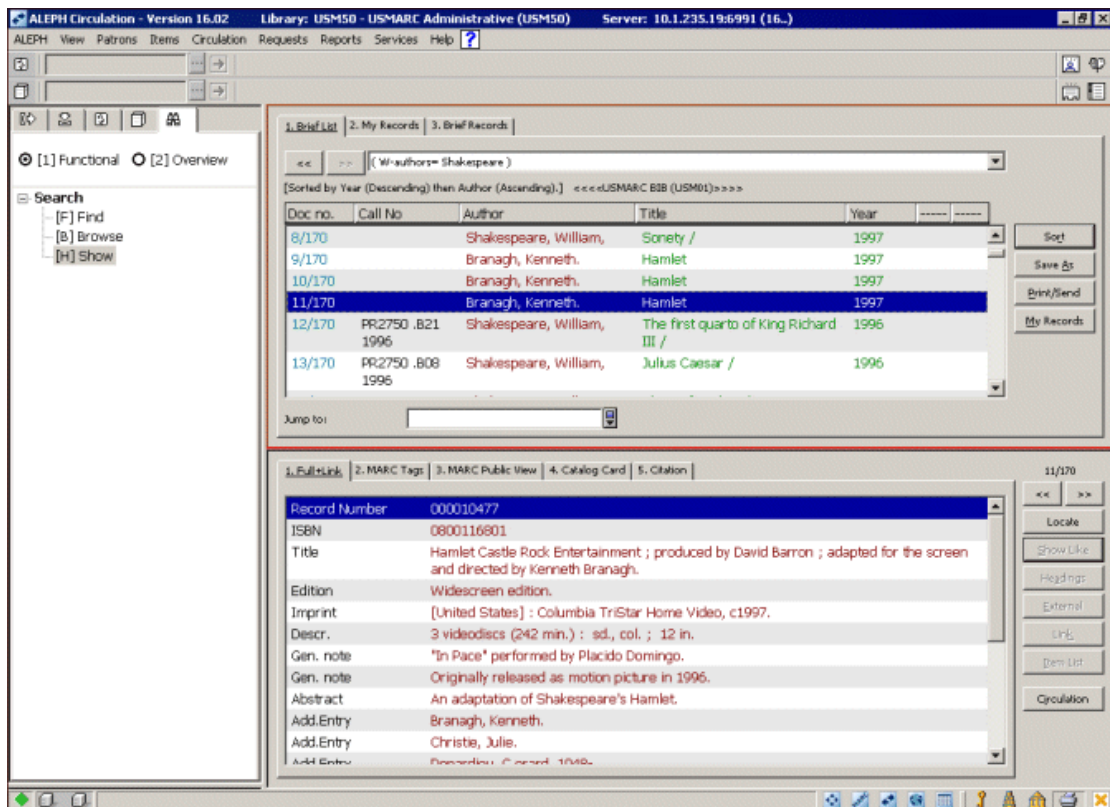 ALEPH Circulation - Version 16.02 Library: USM50 - USMARC Administrative (USM50) Server: 10.1.235.19:6991 (16..)
ALEPH View Patrons Items Circulation Requests Reports Services Help ?
[1] Functional [2] Overview
Search
[F] Find
[B] Browse
[H] Show
1. Brief List 2. My Records 3. Brief Records
<< >> ( W-authors= Shakespeare )
[Sorted by Year (Descending) then Author (Ascending).] <<<<USMARC BIB (USM01)>>>>
Doc no. Call No Author Title Year ----- -----
8/170 Shakespeare, William, Sonety / 1997
9/170 Branagh, Kenneth. Hamlet 1997
10/170 Branagh, Kenneth. Hamlet 1997
11/170 Branagh, Kenneth. Hamlet 1997
12/170 PR2750 .B21 Shakespeare, William, The first quarto of King Richard 1996
1996 III /
13/170 PR2750 .B08 Shakespeare, William, Julius Caesar / 1996
1996
Jump to:
Sort
Save As
Print/Send
My Records
1. Full+Link 2. MARC Tags 3. MARC Public View 4. Catalog Card 5. Citation
11/170
<< >>
Record Number 000010477
ISBN 0800116801
Title Hamlet Castle Rock Entertainment ; produced by David Barron ; adapted for the screen
and directed by Kenneth Branagh.
Edition Widescreen edition.
Imprint [United States] : Columbia TriStar Home Video, c1997.
Descr. 3 videodiscs (242 min.) : sd., col. ; 12 in.
Gen. note "In Pace" performed by Placido Domingo.
Gen. note Originally released as motion picture in 1996.
Abstract An adaptation of Shakespeare's Hamlet.
Add.Entry Branagh, Kenneth.
Add.Entry Christie, Julie.
Add.Entry
Locate
Show Like
Headings
External
Link
Item List
Circulation